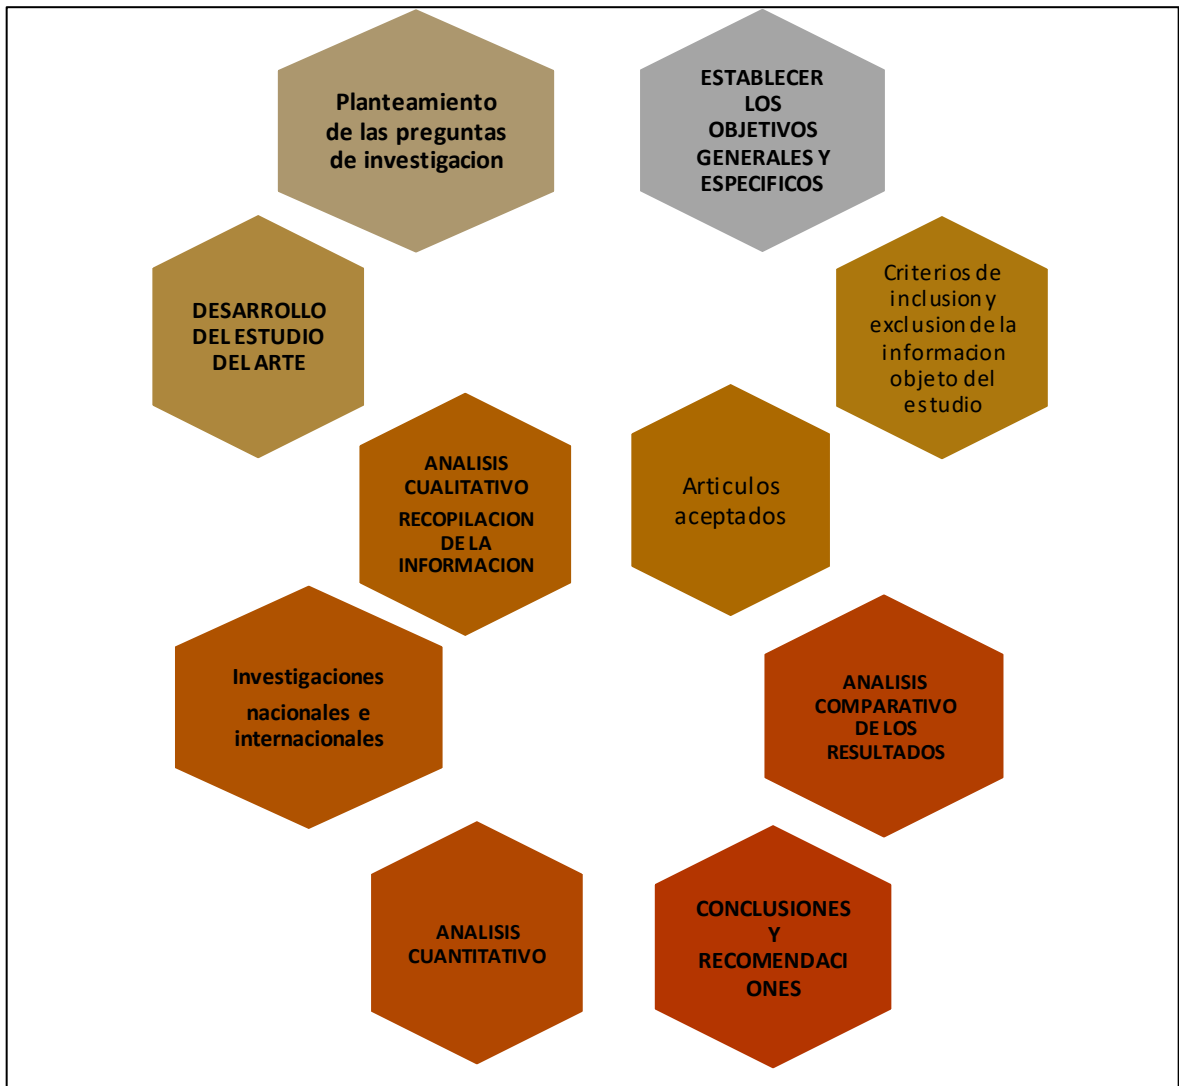 Planteamiento
de las preguntas
de investigacion
ESTABLECER
LOS
OBJETIVOS
GENERALES Y
ESPECIFICOS
DESARROLLO
DEL ESTUDIO
DEL ARTE
Criterios de
inclusion y
exclusion de la
informacion
objeto del
estudio
ANALISIS
CUALITATIVO
RECOPILACION
DE LA
INFORMACION
Articulos
aceptados
Investigaciones
nacionales e
internacionales
ANALISIS
COMPARATIVO
DE LOS
RESULTADOS
ANALISIS
CUANTITATIVO
CONCLUSIONES
Y
RECOMENDACI
ONES